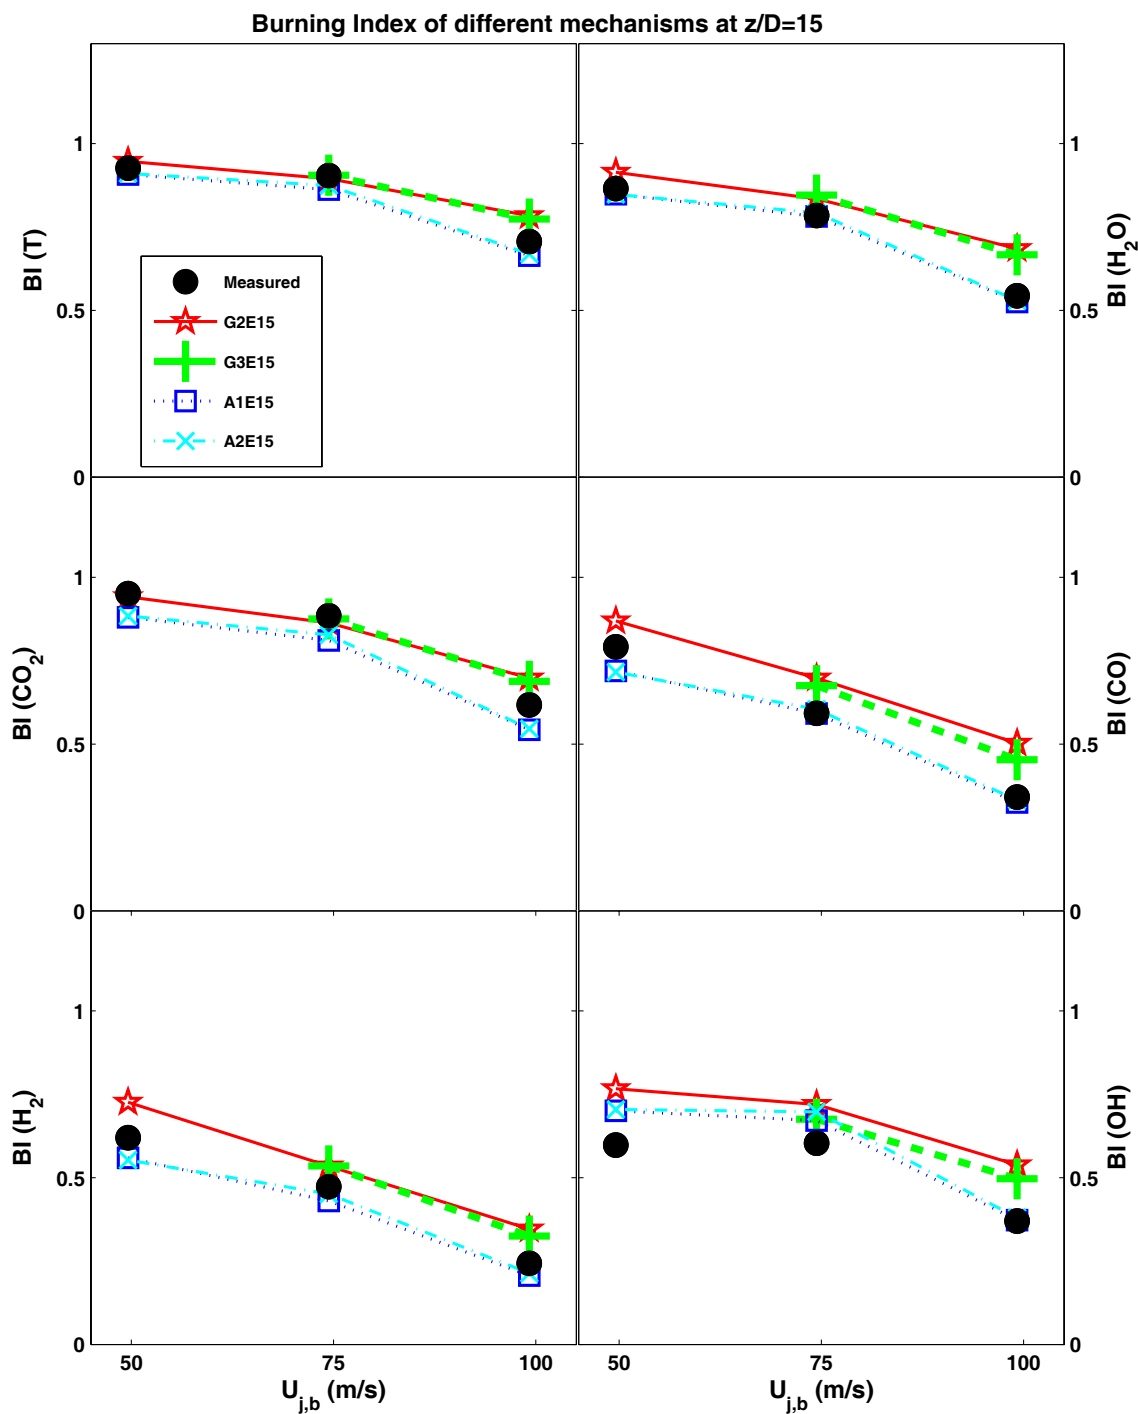 Burning Index of different mechanisms at z/D=15
BI (T)
1
0.5
0
Measured
G2E15
G3E15
A1E15
A2E15
1
0.5
0
BI (H2O)
BI (CO2)
1
0.5
0
1
0.5
0
BI (CO)
BI (H2)
1
0.5
0
50 75 100
Uj,b (m/s)
1
0.5
0
BI (OH)
50 75 100
Uj,b (m/s)